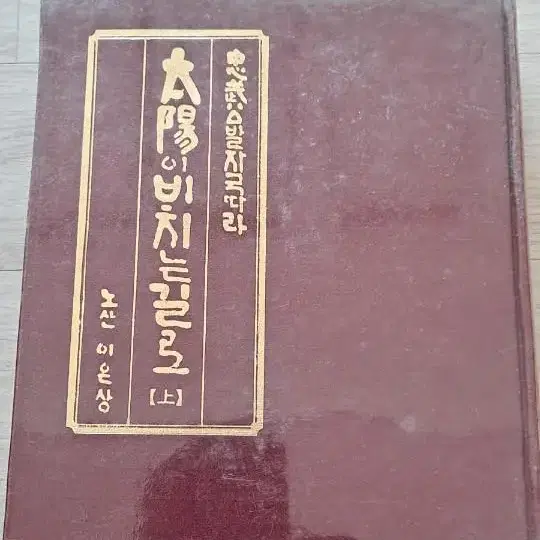 忠武公발자국따라
太陽이비치는길로
【上】
노산 이은상